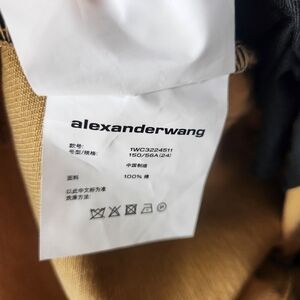 alexanderwang
款号: 1WC3224511
号型/规格: 150/56A(24)
中国制造
面料: 100% 棉
以此中文标为准
洗涤方法: